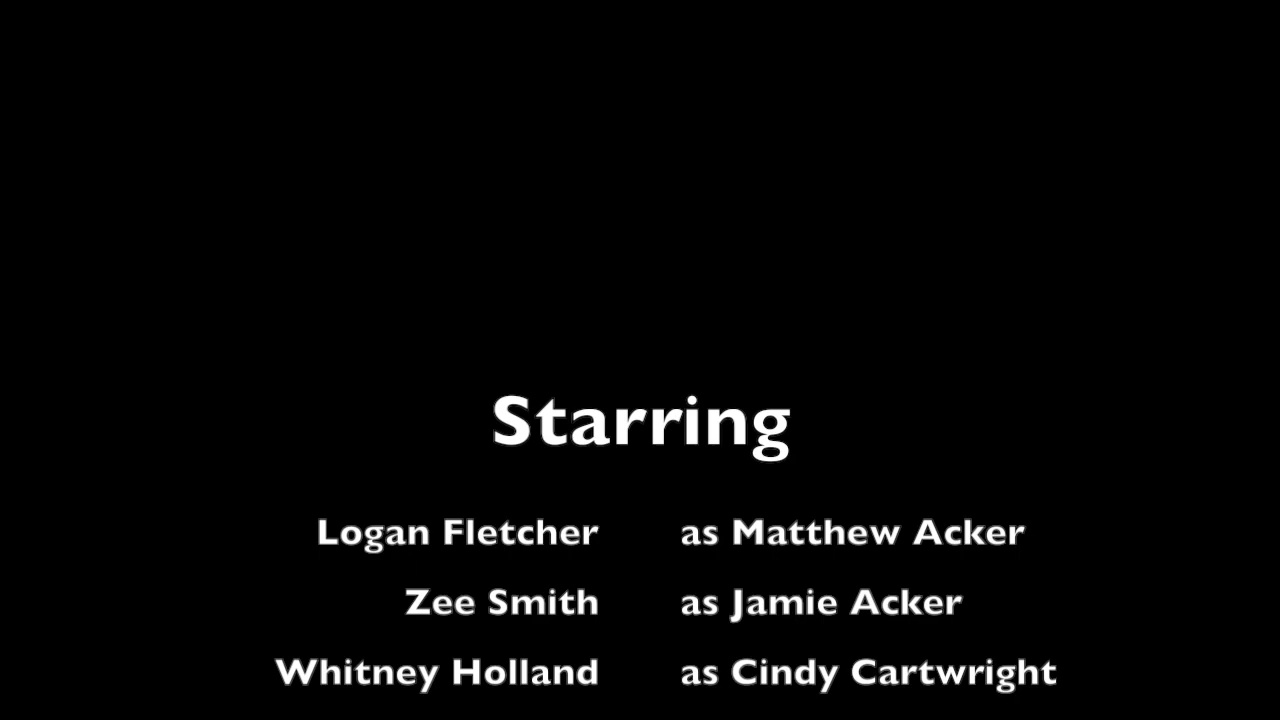 Starring
Logan Fletcher as Matthew Acker
Zee Smith as Jamie Acker
Whitney Holland as Cindy Cartwright